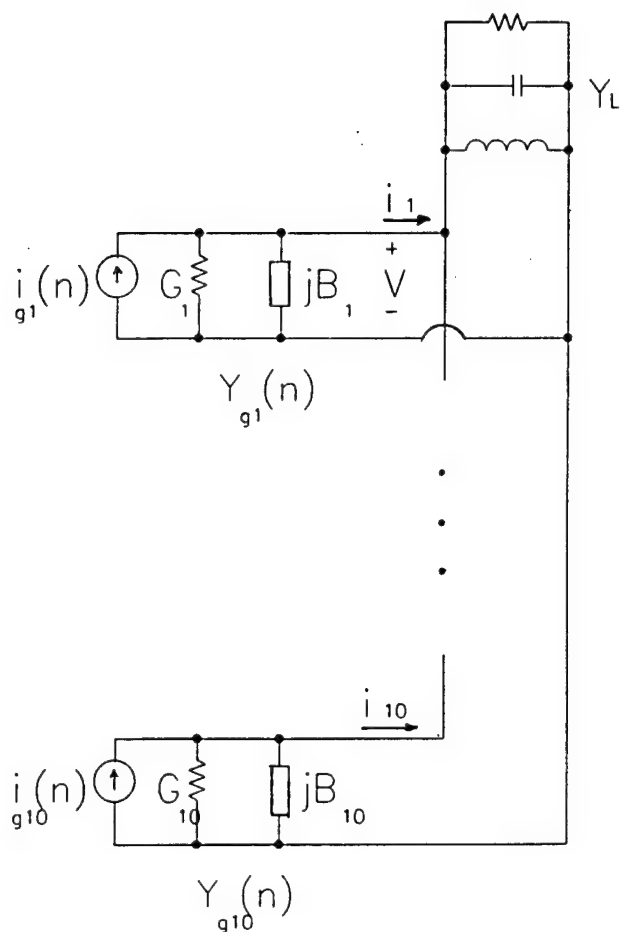 Y_L
i_1
i_g1(n)
G_1
jB_1
+
V
-
Y_g1(n)
i_10
i_g10(n)
G_10
jB_10
Y_g10(n)